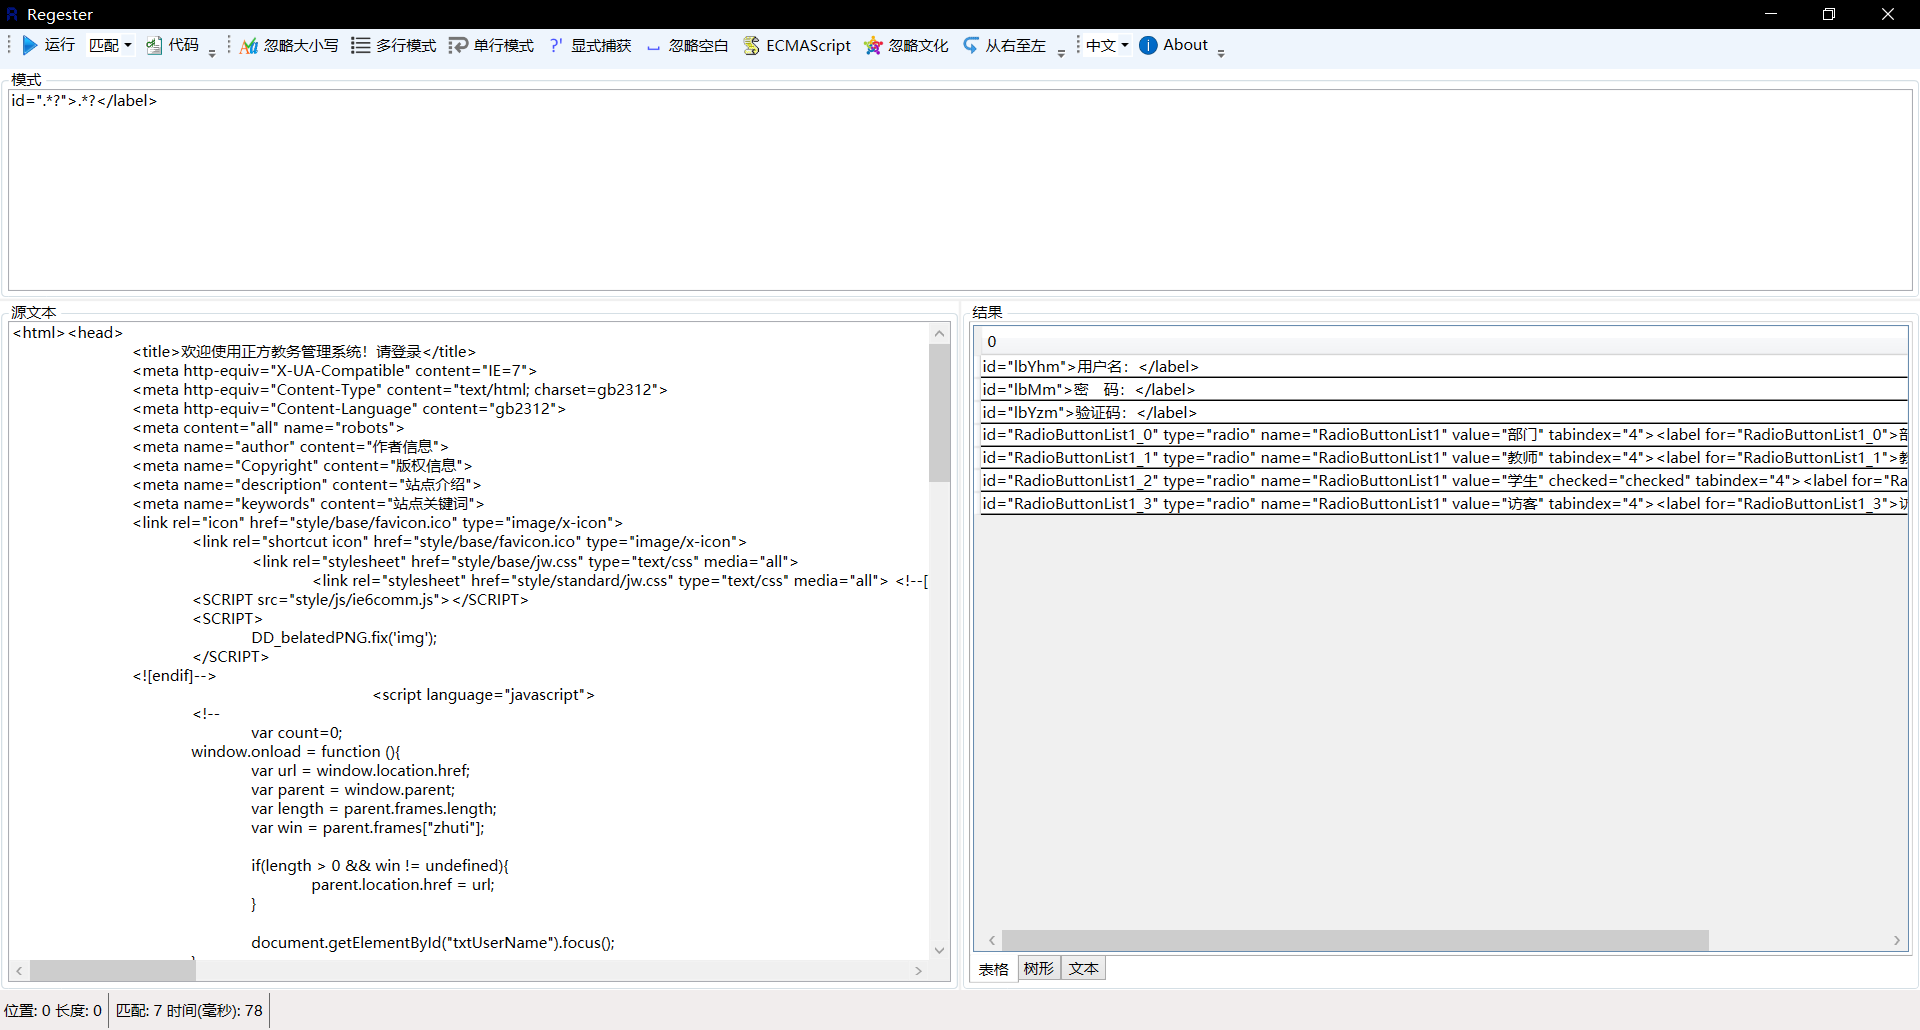 Regester
运行 匹配 代码 忽略大小写 多行模式 单行模式 显式捕获 忽略空白 ECMAScript 忽略文化 从右至左 中文 About
模式
id=".*?">.*?</label>
源文本
<html><head>
<title>欢迎使用正方教务管理系统！请登录</title>
<meta http-equiv="X-UA-Compatible" content="IE=7">
<meta http-equiv="Content-Type" content="text/html; charset=gb2312">
<meta http-equiv="Content-Language" content="gb2312">
<meta content="all" name="robots">
<meta name="author" content="作者信息">
<meta name="Copyright" content="版权信息">
<meta name="description" content="站点介绍">
<meta name="keywords" content="站点关键词">
<link rel="icon" href="style/base/favicon.ico" type="image/x-icon">
<link rel="shortcut icon" href="style/base/favicon.ico" type="image/x-icon">
<link rel="stylesheet" href="style/base/jw.css" type="text/css" media="all">
<link rel="stylesheet" href="style/standard/jw.css" type="text/css" media="all"> <!--[
<SCRIPT src="style/js/ie6comm.js"></SCRIPT>
<SCRIPT>
DD_belatedPNG.fix('img');
</SCRIPT>
<![endif]-->
<script language="javascript">
<!--
var count=0;
window.onload = function (){
var url = window.location.href;
var parent = window.parent;
var length = parent.frames.length;
var win = parent.frames["zhuti"];
if(length > 0 && win != undefined){
parent.location.href = url;
}
document.getElementById("txtUserName").focus();
结果
0
id="lbYhm">用户名：</label>
id="lbMm">密　码：</label>
id="lbYzm">验证码：</label>
id="RadioButtonList1_0" type="radio" name="RadioButtonList1" value="部门" tabindex="4"><label for="RadioButtonList1_0">部
id="RadioButtonList1_1" type="radio" name="RadioButtonList1" value="教师" tabindex="4"><label for="RadioButtonList1_1">教
id="RadioButtonList1_2" type="radio" name="RadioButtonList1" value="学生" checked="checked" tabindex="4"><label for="Ra
id="RadioButtonList1_3" type="radio" name="RadioButtonList1" value="访客" tabindex="4"><label for="RadioButtonList1_3">访
表格 树形 文本
位置: 0 长度: 0 匹配: 7 时间(毫秒): 78